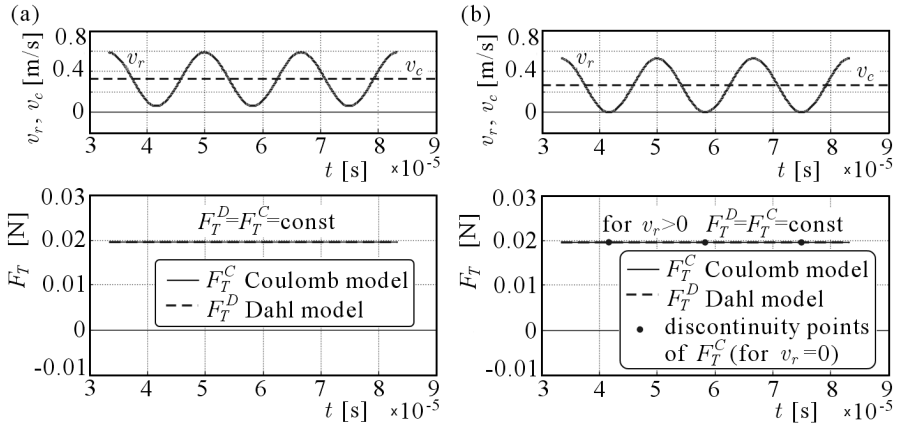 (a)
0.8
0.4
0
v_r, v_c [m/s]
v_r
v_c
3 4 5 6 7 8 9
t [s] ×10^-5
0.03
0.02
0.01
0
-0.01
F_T [N]
F_T^D=F_T^C=const
F_T^C Coulomb model
F_T^D Dahl model
3 4 5 6 7 8 9
t [s] ×10^-5
(b)
0.8
0.4
0
v_r, v_c [m/s]
v_r
v_c
3 4 5 6 7 8 9
t [s] ×10^-5
0.03
0.02
0.01
0
-0.01
F_T [N]
for v_r>0 F_T^D=F_T^C=const
F_T^C Coulomb model
F_T^D Dahl model
discontinuity points
of F_T^C (for v_r=0)
3 4 5 6 7 8 9
t [s] ×10^-5